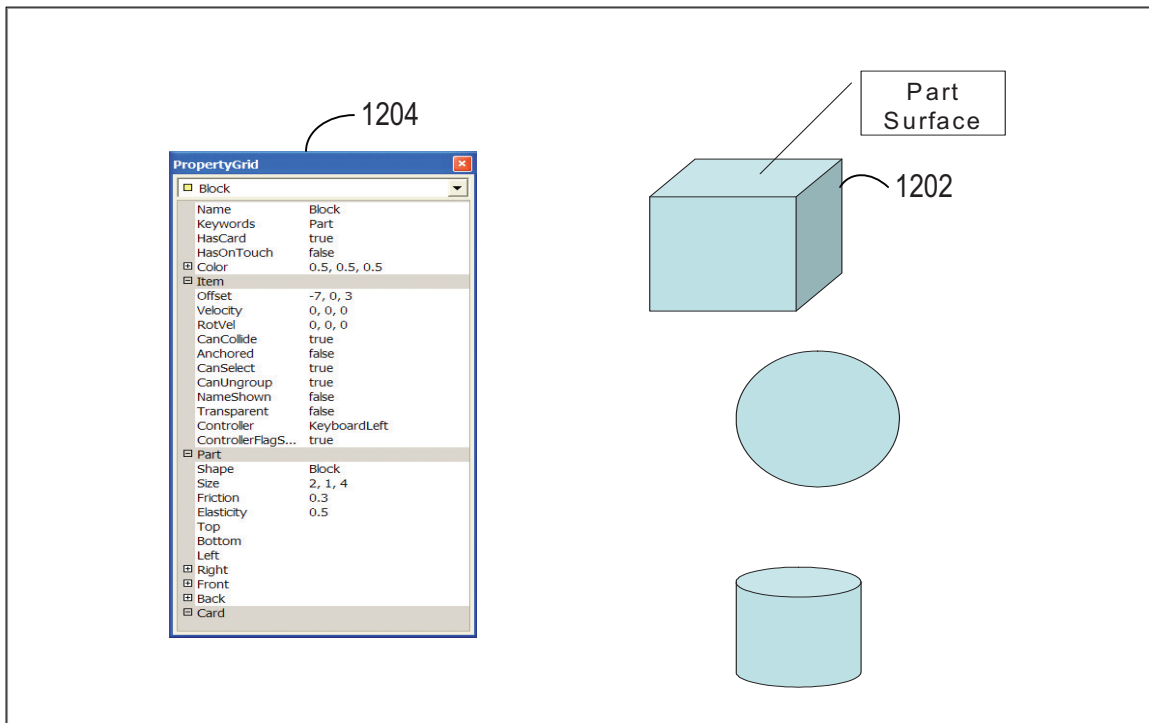 1204
PropertyGrid
Block
Name Block
Keywords Part
HasCard true
HasOnTouch false
Color 0.5, 0.5, 0.5
Item
Offset -7, 0, 3
Velocity 0, 0, 0
RotVel 0, 0, 0
CanCollide true
Anchored false
CanSelect true
CanUngroup true
NameShown false
Transparent false
Controller KeyboardLeft
ControllerFlagS... true
Part
Shape Block
Size 2, 1, 4
Friction 0.3
Elasticity 0.5
Top
Bottom
Left
Right
Front
Back
Card
Part
Surface
1202